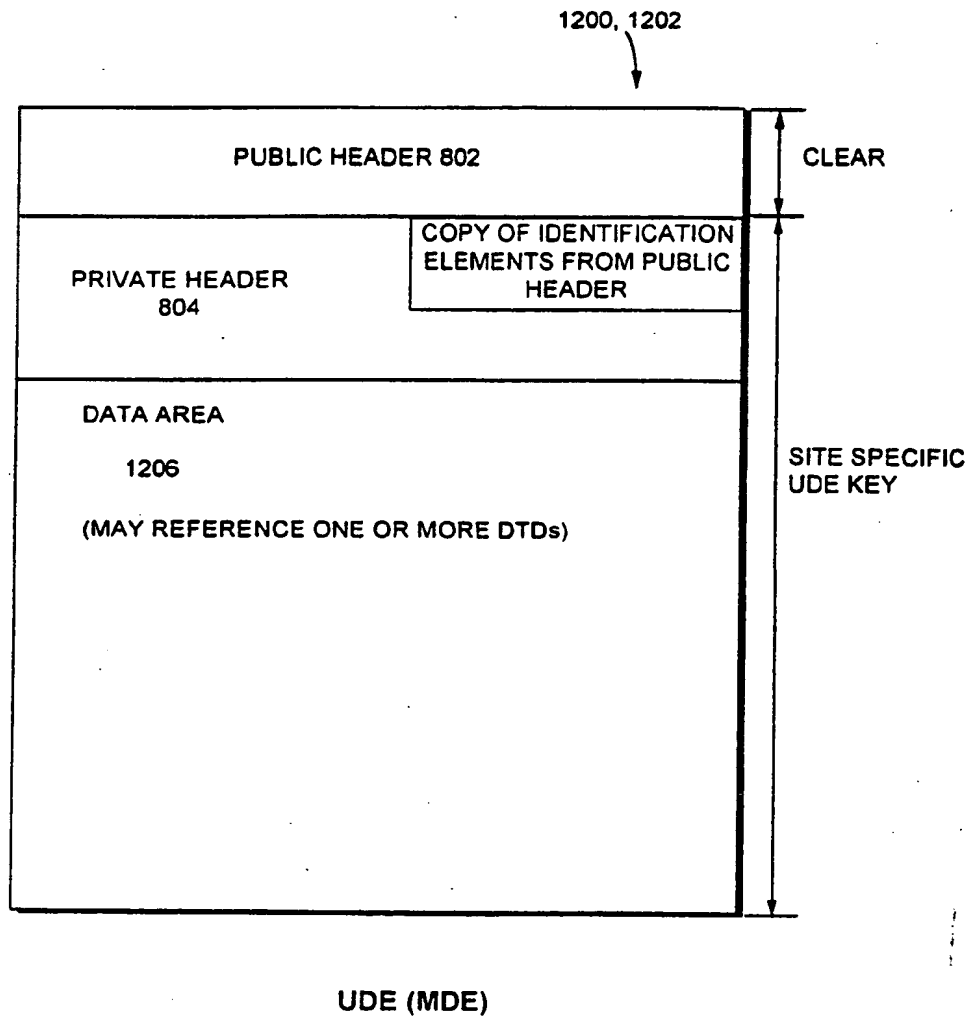 1200, 1202
PUBLIC HEADER 802
CLEAR
COPY OF IDENTIFICATION
ELEMENTS FROM PUBLIC
HEADER
PRIVATE HEADER
804
DATA AREA
1206
(MAY REFERENCE ONE OR MORE DTDs)
SITE SPECIFIC
UDE KEY
UDE (MDE)